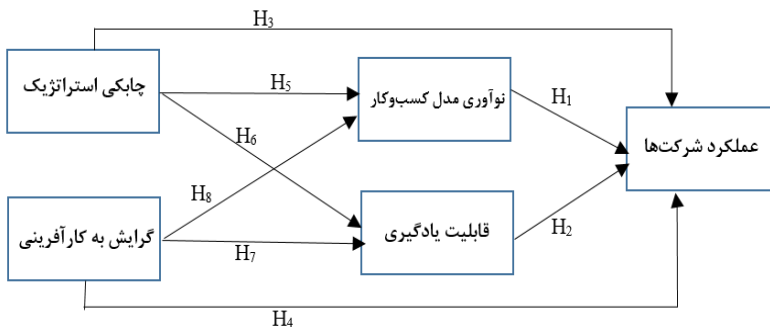 H3
چابکی استراتژیک
H5
نوآوری مدل کسب‌وکار
H1
عملکرد شرکت‌ها
H6
H8
گرایش به کارآفرینی
H7
قابلیت یادگیری
H2
H4